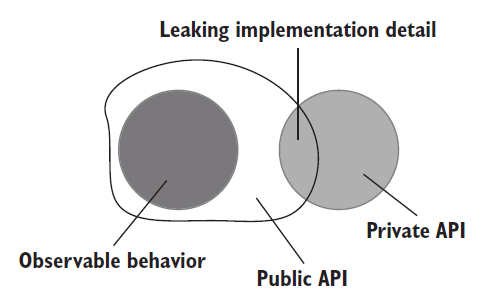 Leaking implementation detail
Private API
Observable behavior
Public API